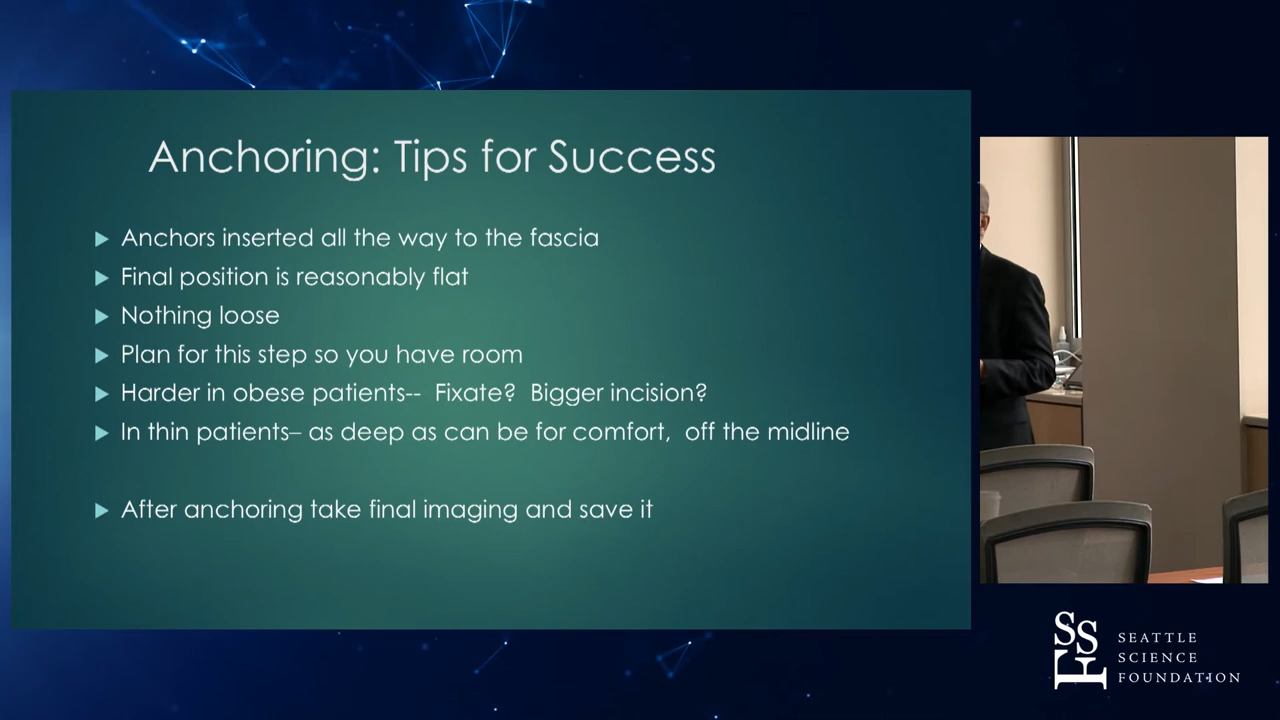 Anchoring: Tips for Success
Anchors inserted all the way to the fascia
Final position is reasonably flat
Nothing loose
Plan for this step so you have room
Harder in obese patients-- Fixate? Bigger incision?
In thin patients– as deep as can be for comfort, off the midline
After anchoring take final imaging and save it
SSF
SEATTLE
SCIENCE
FOUNDATION